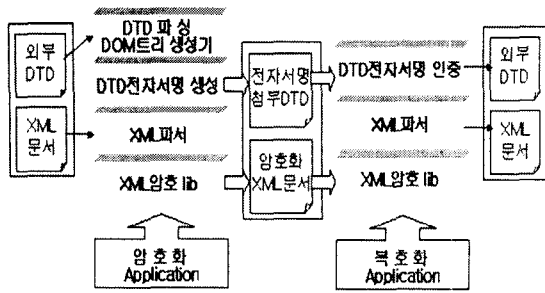 외부
DTD
XML
문서
DTD 파싱
DOM트리 생성기
DTD전자서명 생성
XML파서
XML암호 lib
전자서명
첨부DTD
암호화
XML문서
DTD전자서명 인증
XML파서
XML암호 lib
외부
DTD
XML
문서
암호화
Application
복호화
Application